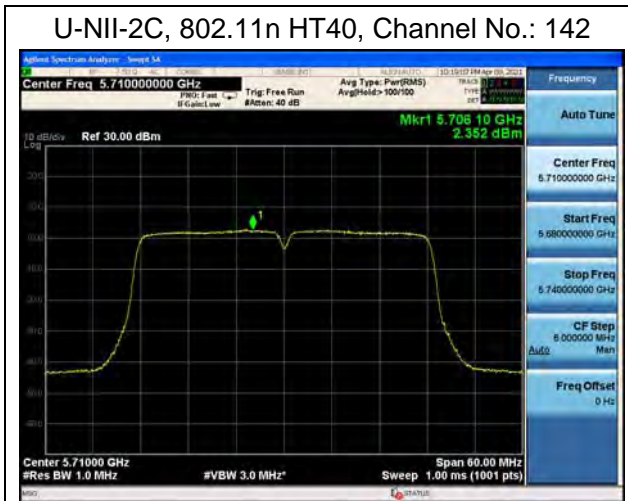 U-NII-2C, 802.11n HT40, Channel No.: 142
Agilent Spectrum Analyzer - Swept SA
Center Freq 5.710000000 GHz
PNO: Fast
IFGain:Low
Trig: Free Run
#Atten: 40 dB
Avg Type: Pwr(RMS)
Avg|Hold:> 100/100
TRACE
TYPE
DET
Frequency
Mkr1 5.706 10 GHz
2.352 dBm
10 dB/div
Log
Ref 30.00 dBm
1
Auto Tune
Center Freq
5.710000000 GHz
Start Freq
5.680000000 GHz
Stop Freq
5.740000000 GHz
CF Step
6.000000 MHz
Auto Man
Freq Offset
0 Hz
Center 5.71000 GHz
Span 60.00 MHz
#Res BW 1.0 MHz
#VBW 3.0 MHz*
Sweep 1.00 ms (1001 pts)
MSG
STATUS